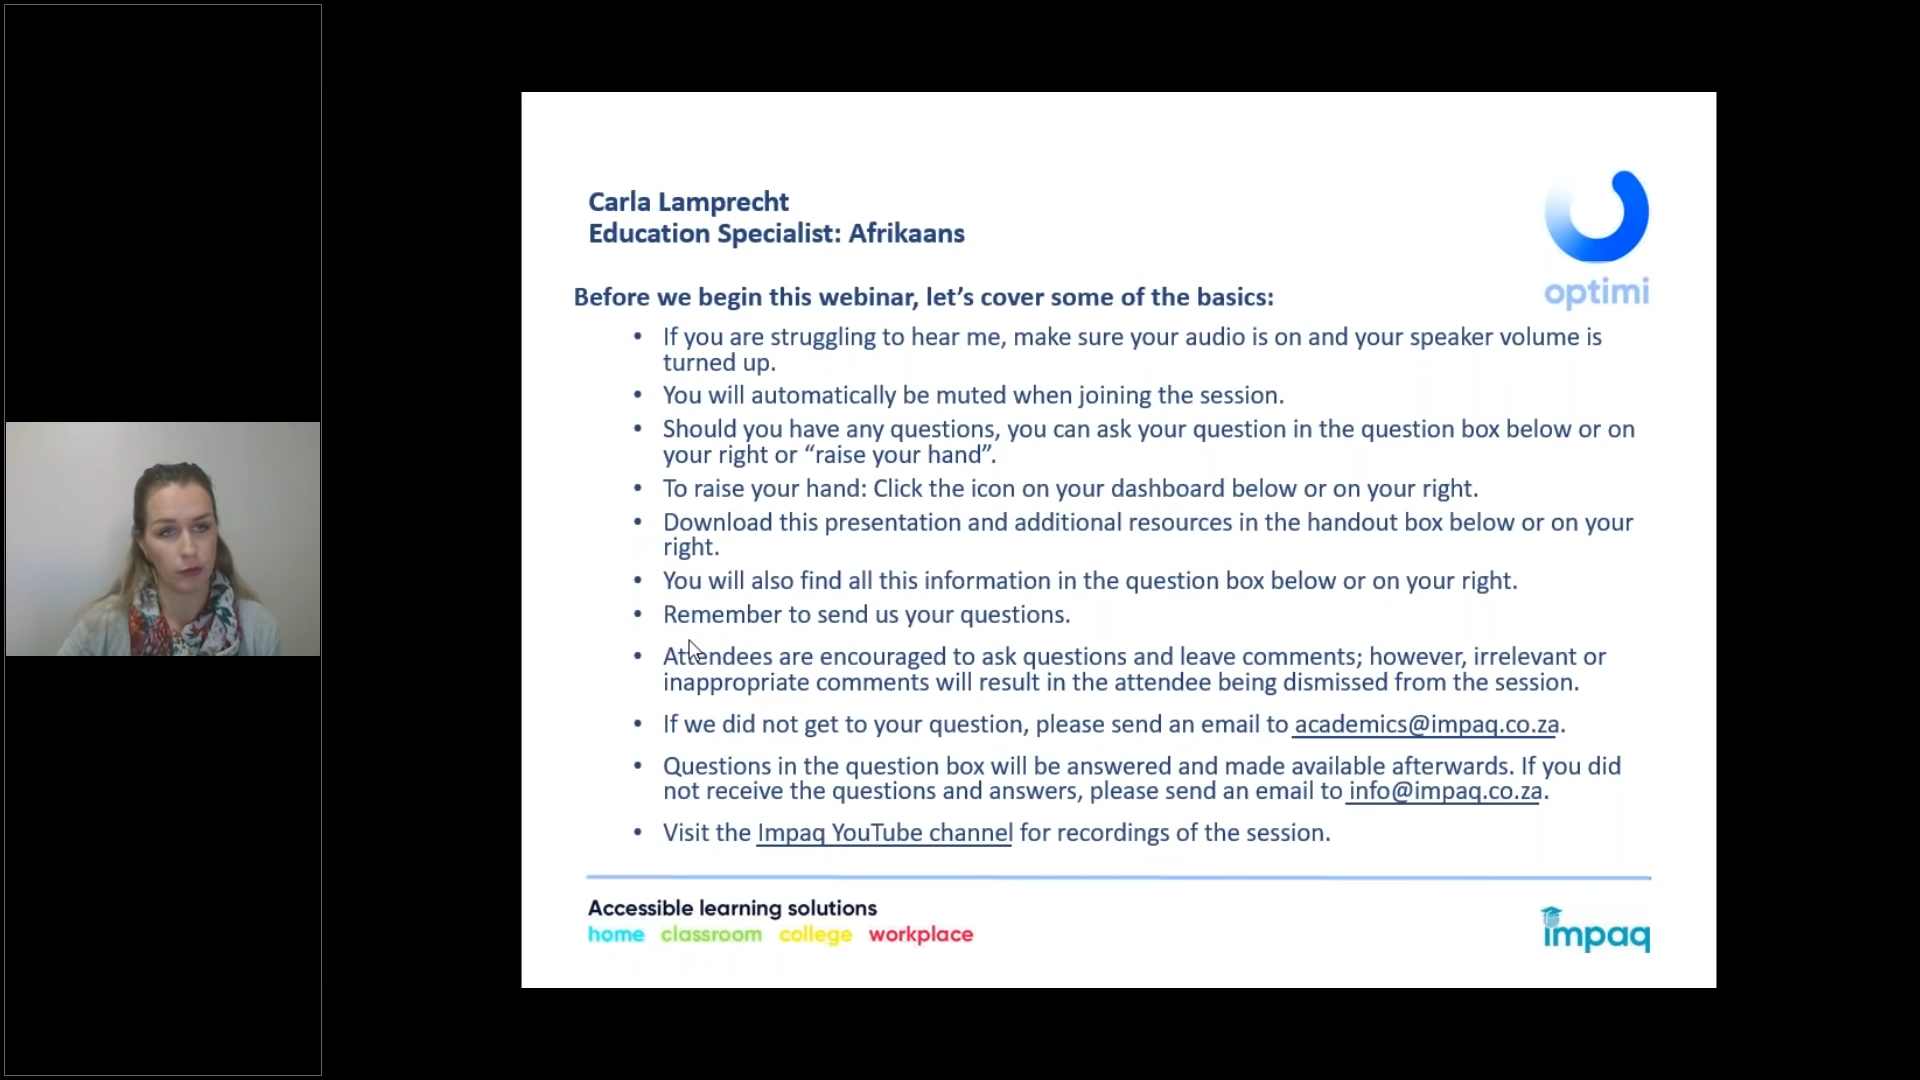 Carla Lamprecht
Education Specialist: Afrikaans
optimi
Before we begin this webinar, let’s cover some of the basics:
• If you are struggling to hear me, make sure your audio is on and your speaker volume is
turned up.
• You will automatically be muted when joining the session.
• Should you have any questions, you can ask your question in the question box below or on
your right or “raise your hand”.
• To raise your hand: Click the icon on your dashboard below or on your right.
• Download this presentation and additional resources in the handout box below or on your
right.
• You will also find all this information in the question box below or on your right.
• Remember to send us your questions.
• Attendees are encouraged to ask questions and leave comments; however, irrelevant or
inappropriate comments will result in the attendee being dismissed from the session.
• If we did not get to your question, please send an email to academics@impaq.co.za.
• Questions in the question box will be answered and made available afterwards. If you did
not receive the questions and answers, please send an email to info@impaq.co.za.
• Visit the Impaq YouTube channel for recordings of the session.
Accessible learning solutions
home classroom college workplace
impaq